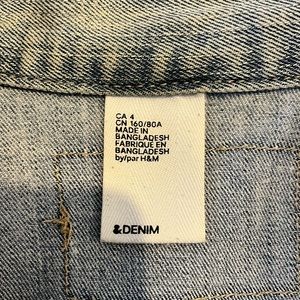 CA 4
CN 160/80A
MADE IN
BANGLADESH
FABRIQUE EN
BANGLADESH
by/par H&M
&DENIM